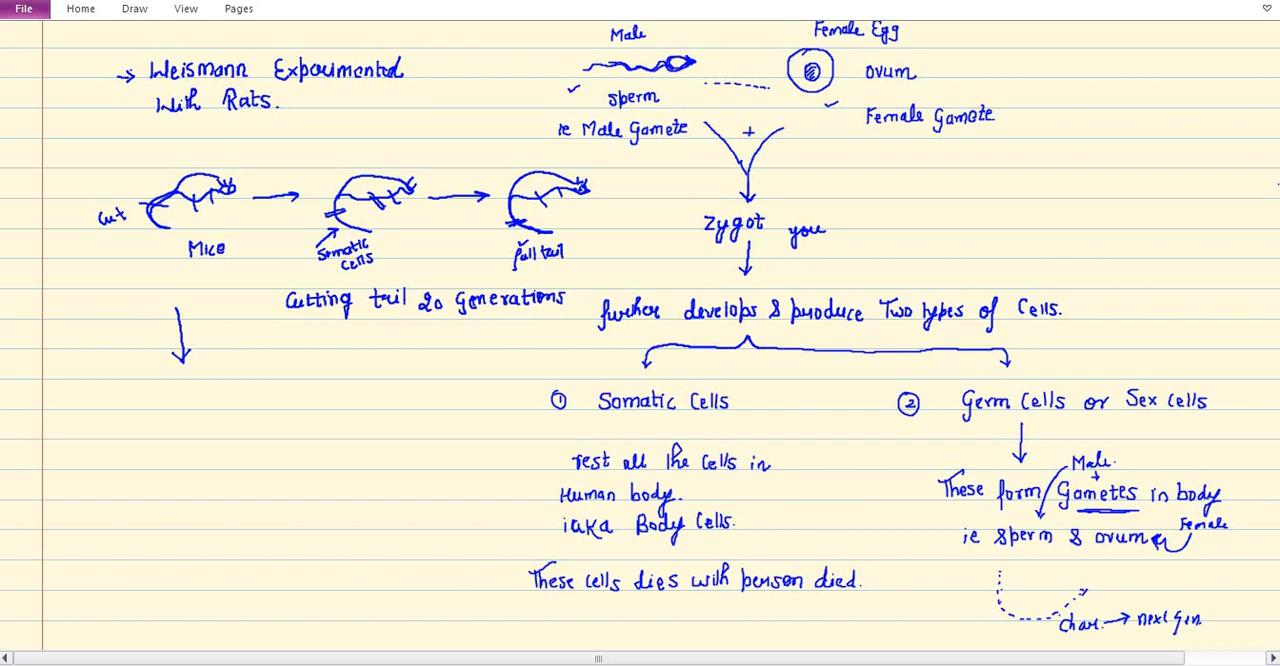 File Home Draw View Pages
→ Weismann Experimented
With Rats.
Cut
Mice
Somatic
Cells
full tail
Cutting tail 20 Generations
Male
Female Egg
sperm
ovum
ie Male Gamete
+
Female Gamete
Zygot you
further develops & produce Two types of Cells.
① Somatic Cells
rest all the cells in
Human body.
i aka Body Cells.
These cells dies with person died.
② Germ Cells or Sex cells
Male
These form Gametes in body
ie sperm & ovum
Female
Char. → next gen.